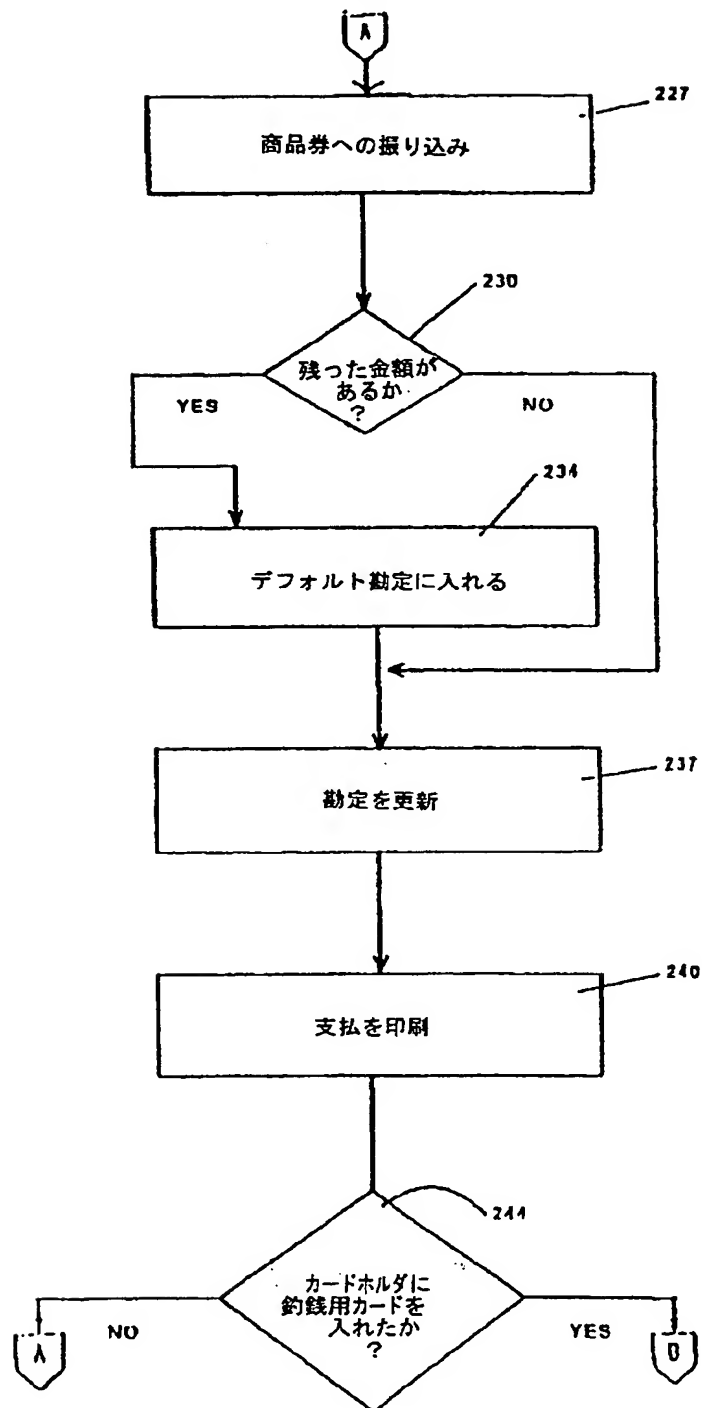 A
227
商品券への振り込み
230
残った金額が
あるか
?
YES
NO
234
デフォルト勘定に入れる
237
勘定を更新
240
支払を印刷
244
カードホルダに
釣銭用カードを
入れたか
?
NO
YES
A